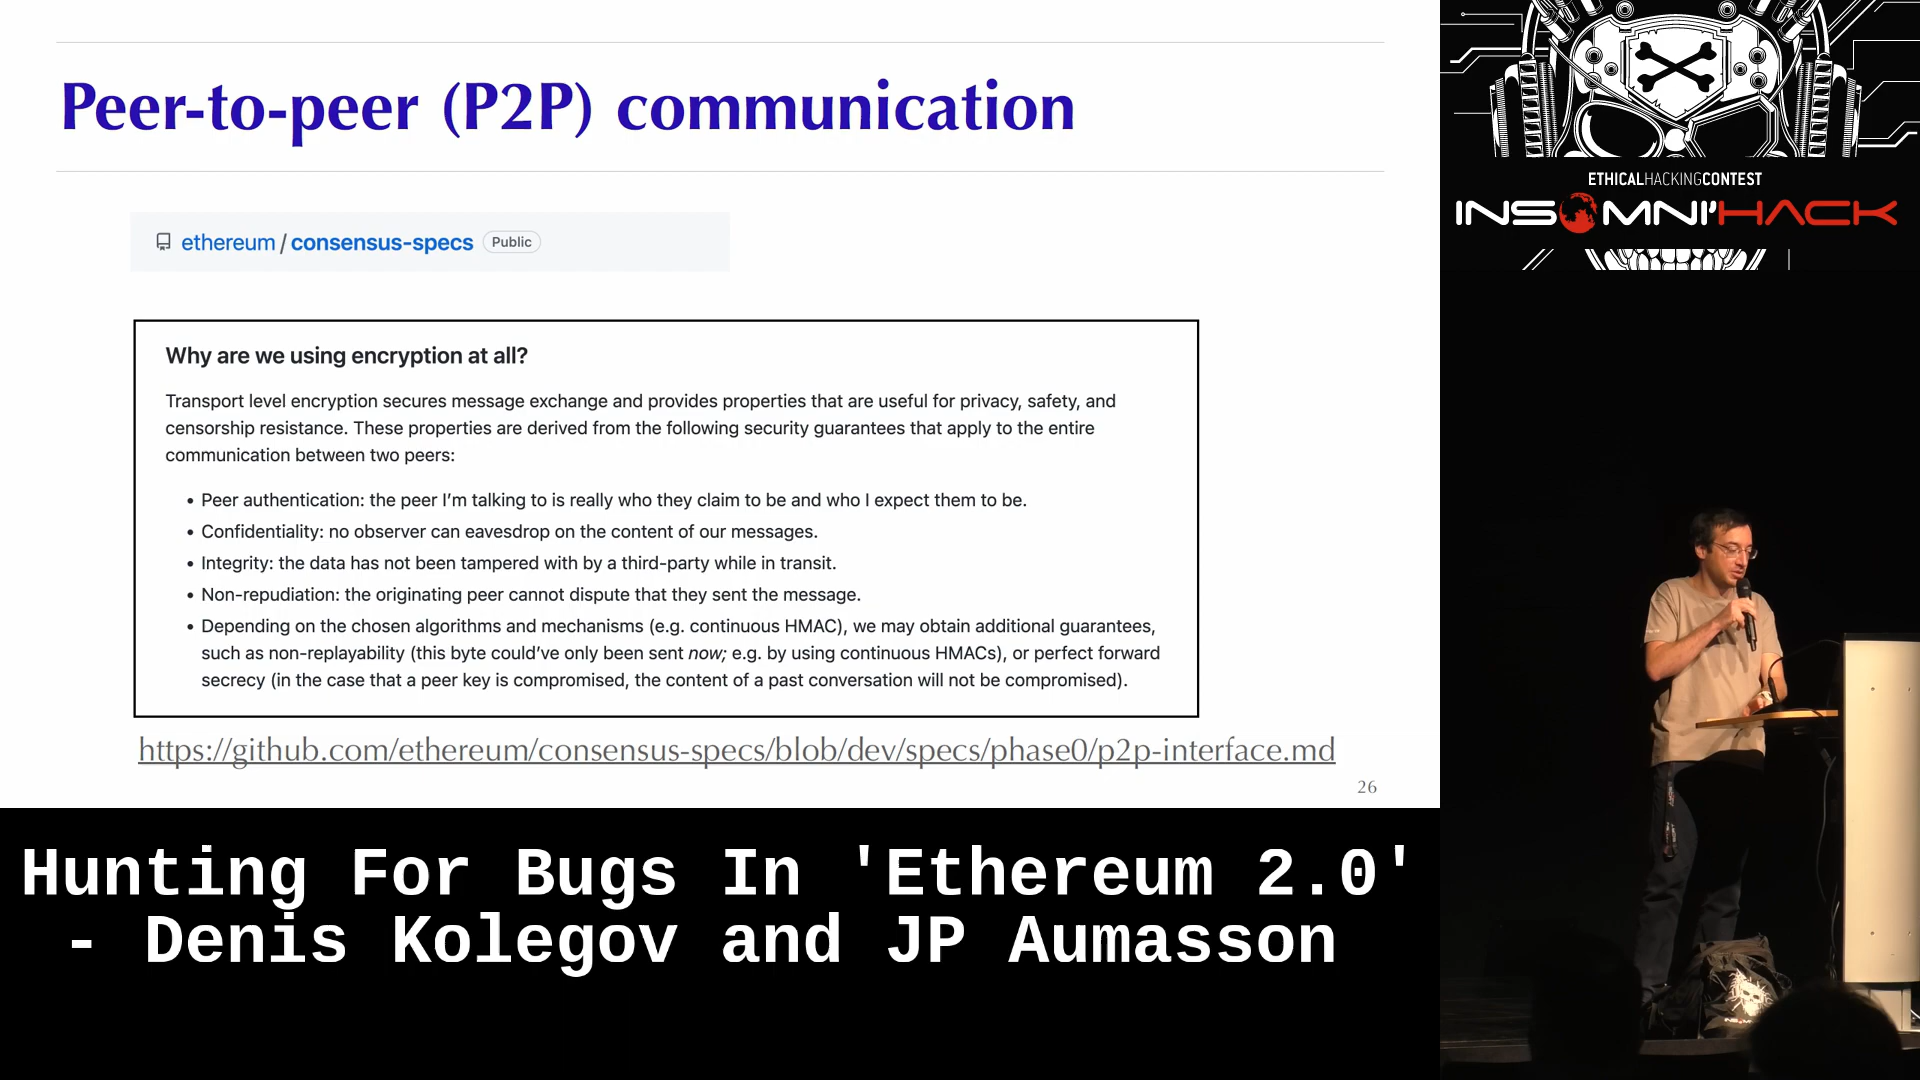 Peer-to-peer (P2P) communication
ethereum/consensus-specs Public
Why are we using encryption at all?
Transport level encryption secures message exchange and provides properties that are useful for privacy, safety, and
censorship resistance. These properties are derived from the following security guarantees that apply to the entire
communication between two peers:
• Peer authentication: the peer I'm talking to is really who they claim to be and who I expect them to be.
• Confidentiality: no observer can eavesdrop on the content of our messages.
• Integrity: the data has not been tampered with by a third-party while in transit.
• Non-repudiation: the originating peer cannot dispute that they sent the message.
• Depending on the chosen algorithms and mechanisms (e.g. continuous HMAC), we may obtain additional guarantees,
such as non-replayability (this byte could've only been sent now; e.g. by using continuous HMACs), or perfect forward
secrecy (in the case that a peer key is compromised, the content of a past conversation will not be compromised).
https://github.com/ethereum/consensus-specs/blob/dev/specs/phase0/p2p-interface.md
26
ETHICALHACKINGCONTEST
INSOMNI'HACK
Hunting For Bugs In 'Ethereum 2.0'
- Denis Kolegov and JP Aumasson